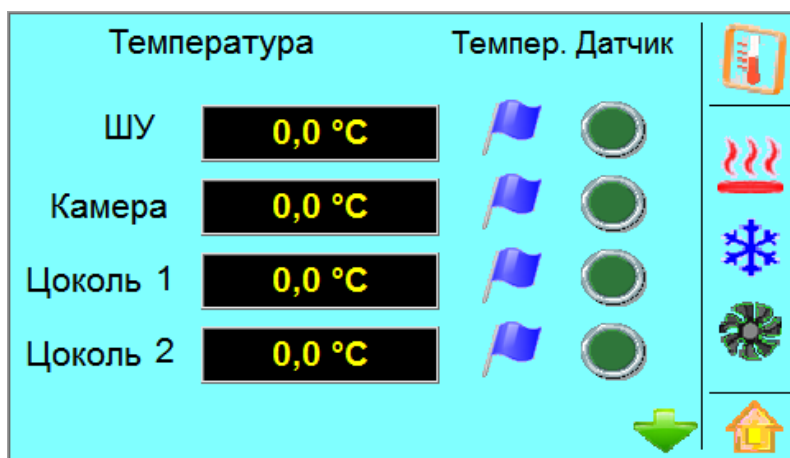 Температура Темпер. Датчик
ШУ 0,0 °C
Камера 0,0 °C
Цоколь 1 0,0 °C
Цоколь 2 0,0 °C